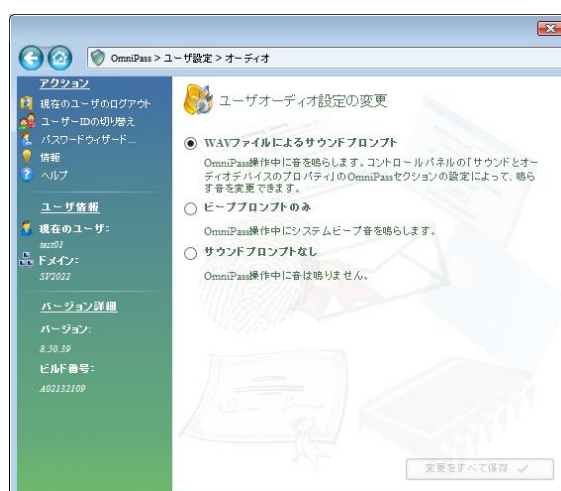 OmniPass > ユーザ設定 > オーディオ
アクション
現在のユーザのログアウト
ユーザーIDの切り替え
パスワードウィザード...
情報
ヘルプ
ユーザ情報
現在のユーザ:
test01
ドメイン:
SV2022
バージョン詳細
バージョン:
8.50.39
ビルド番号:
A02132109
ユーザオーディオ設定の変更
WAVファイルによるサウンドプロンプト
OmniPass操作中に音を鳴らします。コントロールパネルの「サウンドとオー
ディオデバイスのプロパティ」のOmniPassセクションの設定によって、鳴ら
す音を変更できます。
ビーププロンプトのみ
OmniPass操作中にシステムビープ音を鳴らします。
サウンドプロンプトなし
OmniPass操作中に音は鳴りません。
変更をすべて保存